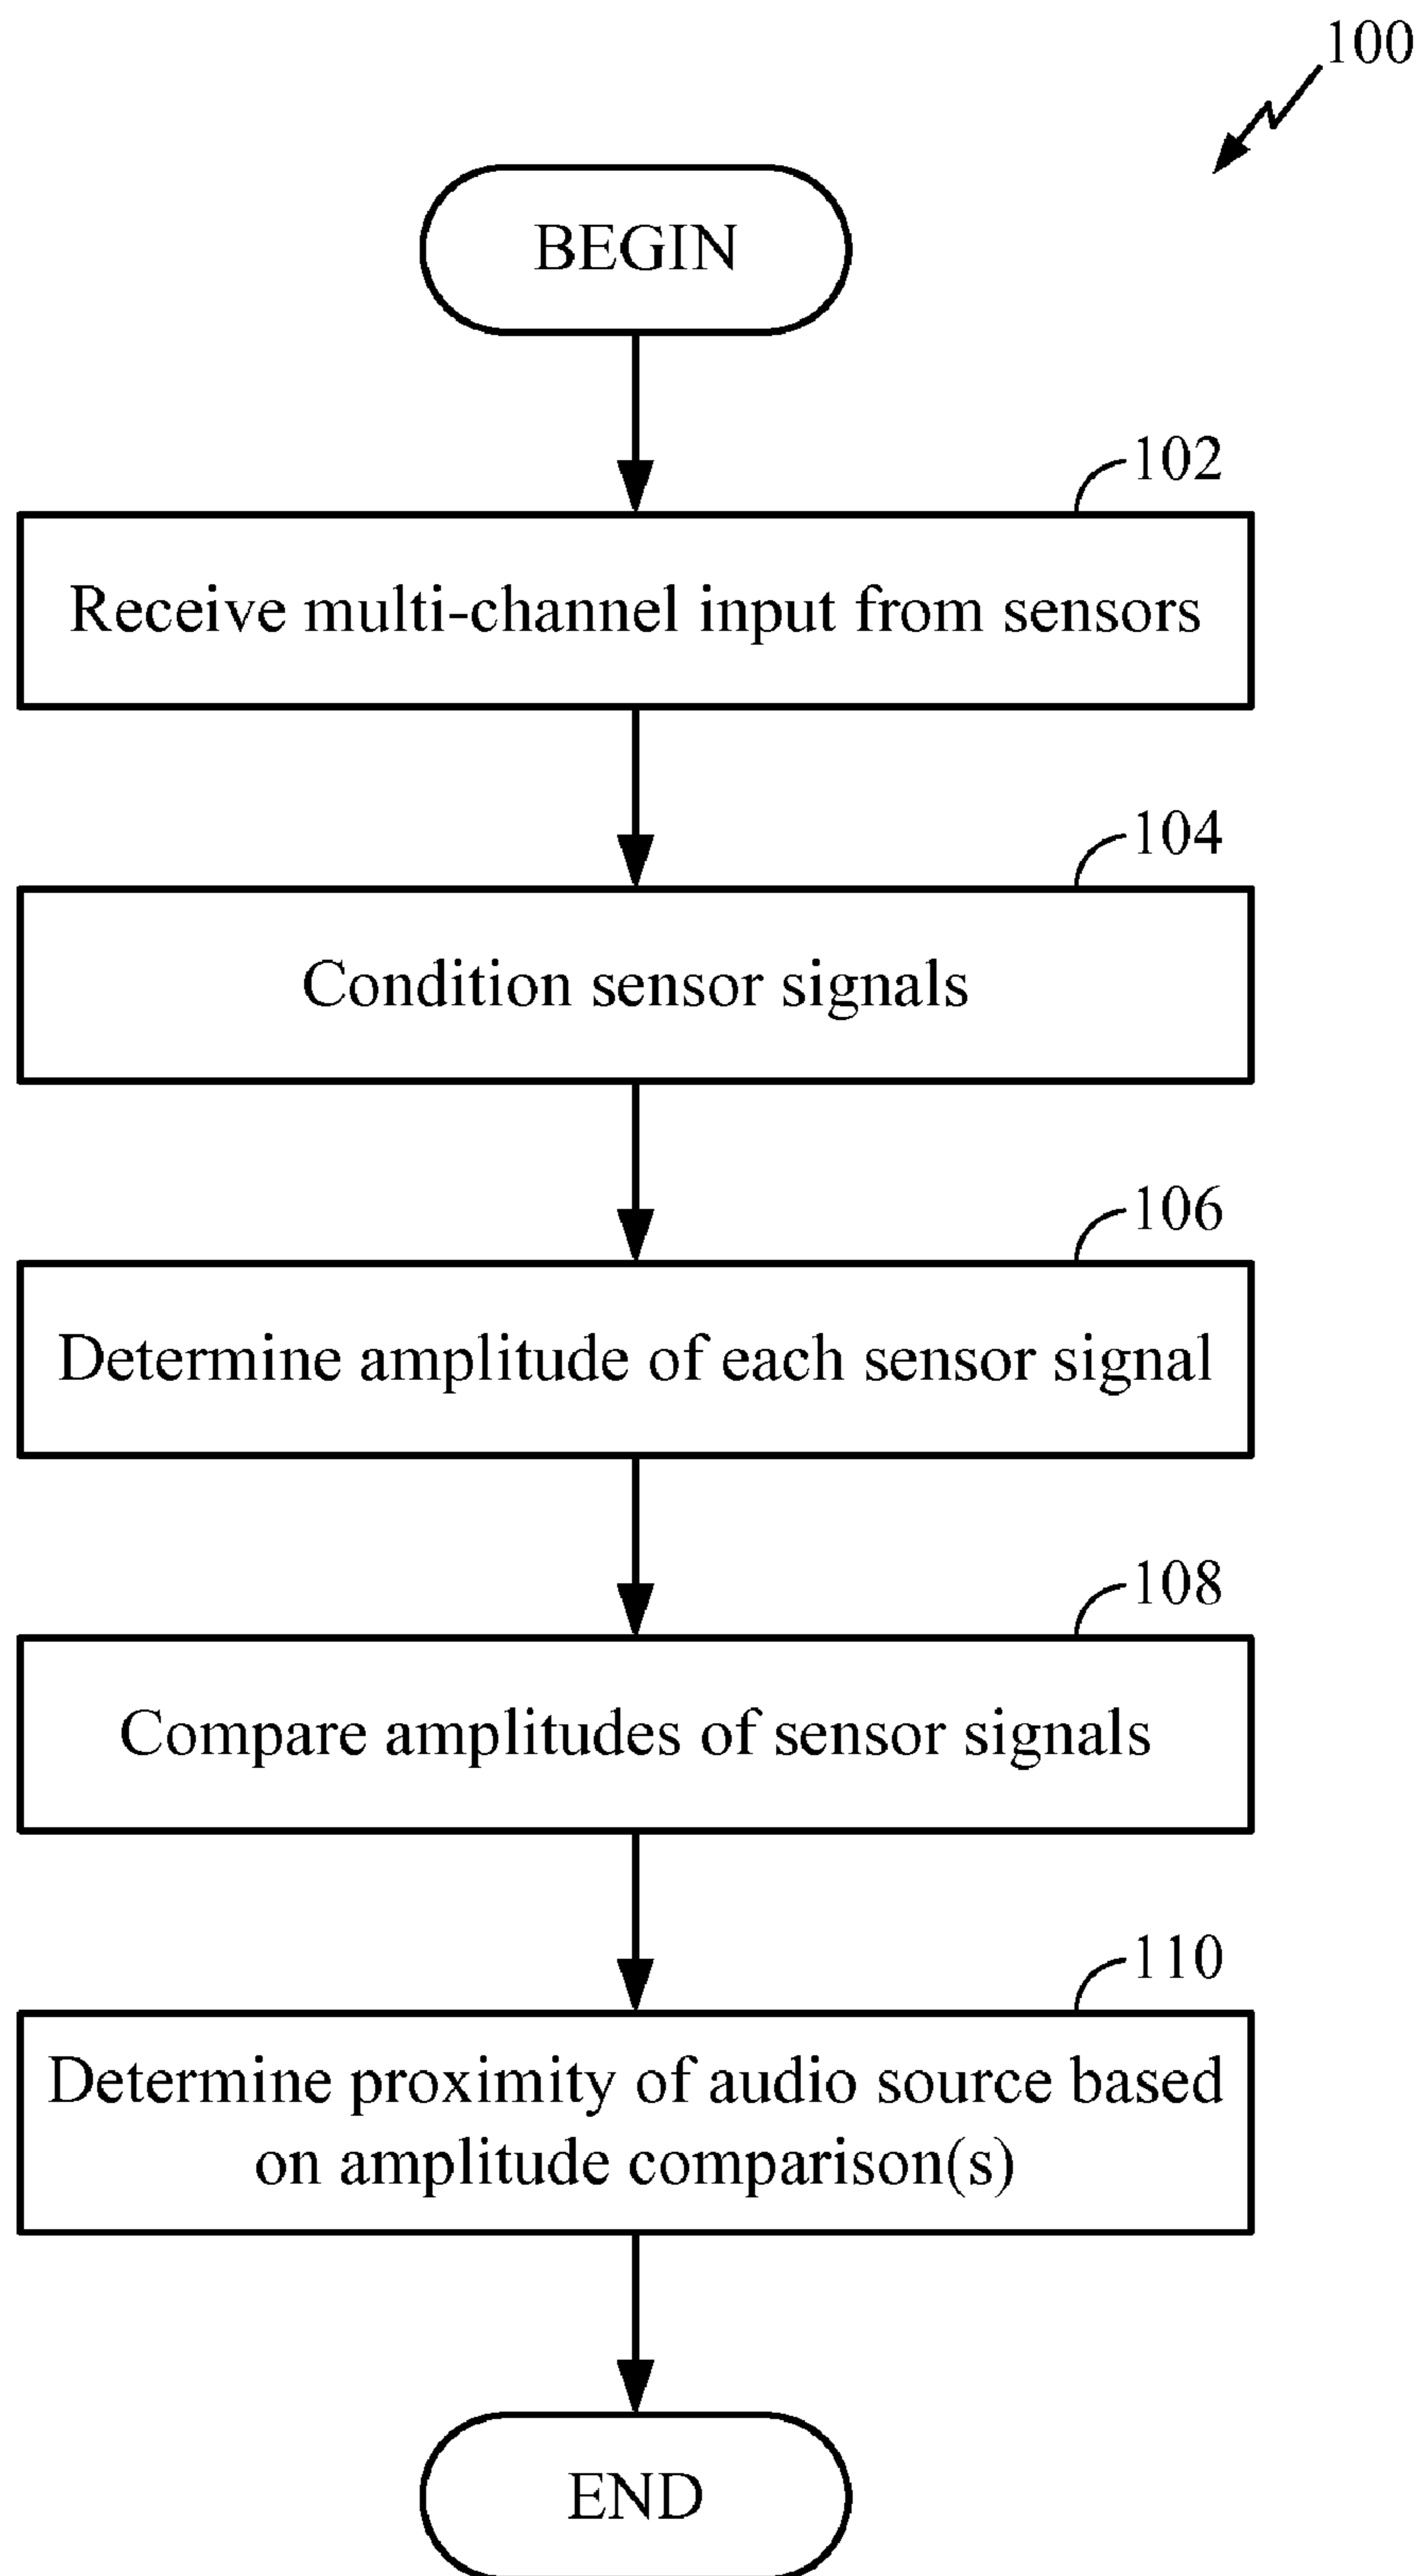 100
BEGIN
102
Receive multi-channel input from sensors
104
Condition sensor signals
106
Determine amplitude of each sensor signal
108
Compare amplitudes of sensor signals
110
Determine proximity of audio source based
on amplitude comparison(s)
END